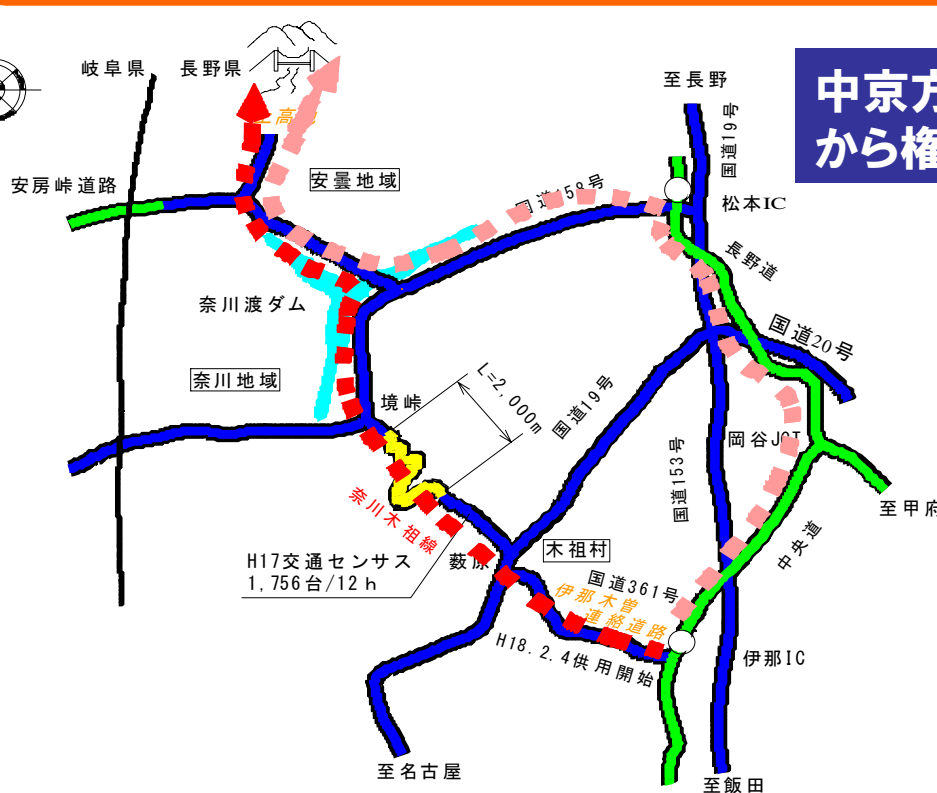 岐阜県
長野県
至長野
国道19号
中京方
から権
上高
安房峠道路
安曇地域
国道158号
松本IC
長野道
奈川渡ダム
国道20号
奈川地域
境峠
L=2,000m
国道19号
岡谷JCT
国道153号
至甲府
奈川木祖線
中央道
H17交通センサス
1,756台/12h
薮原
木祖村
国道361号
伊那木曽
連絡道路
H18.2.4供用開始
伊那IC
至名古屋
至飯田